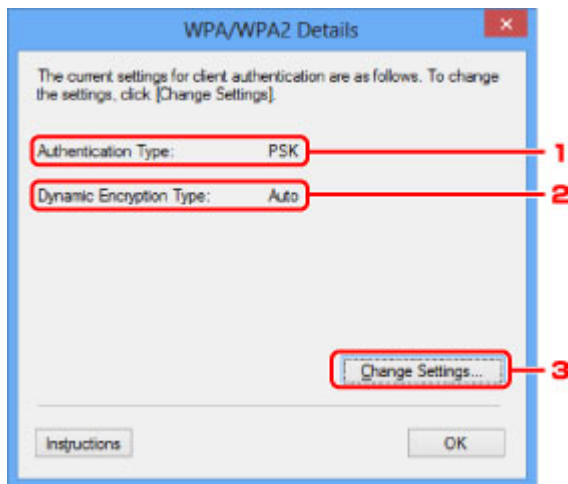 WPA/WPA2 Details
The current settings for client authentication are as follows. To change
the settings, click [Change Settings].
Authentication Type: PSK 1
Dynamic Encryption Type: Auto 2
Change Settings... 3
Instructions OK